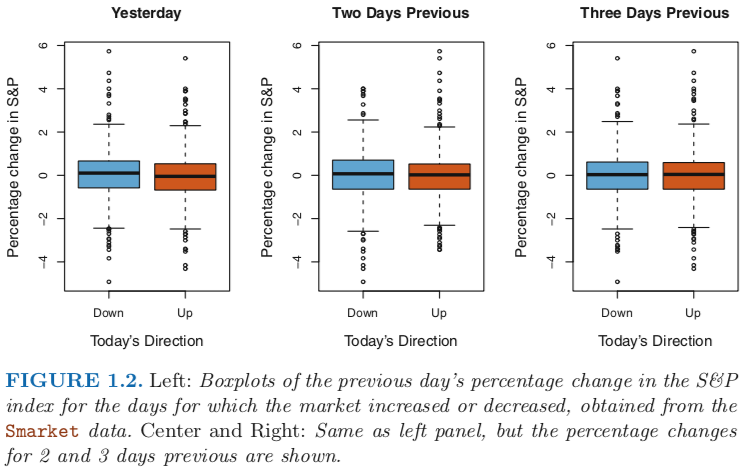 Yesterday
Two Days Previous
Three Days Previous
Percentage change in S&P
6
4
2
0
−2
−4
Down
Up
Today's Direction
Percentage change in S&P
6
4
2
0
−2
−4
Down
Up
Today's Direction
Percentage change in S&P
6
4
2
0
−2
−4
Down
Up
Today's Direction
FIGURE 1.2. Left: Boxplots of the previous day's percentage change in the S&P
index for the days for which the market increased or decreased, obtained from the
Smarket data. Center and Right: Same as left panel, but the percentage changes
for 2 and 3 days previous are shown.